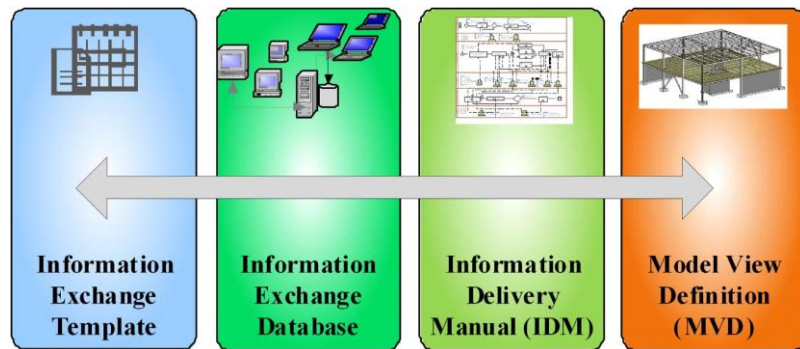 Information
Exchange
Template
Information
Exchange
Database
Information
Delivery
Manual (IDM)
Model View
Definition
(MVD)